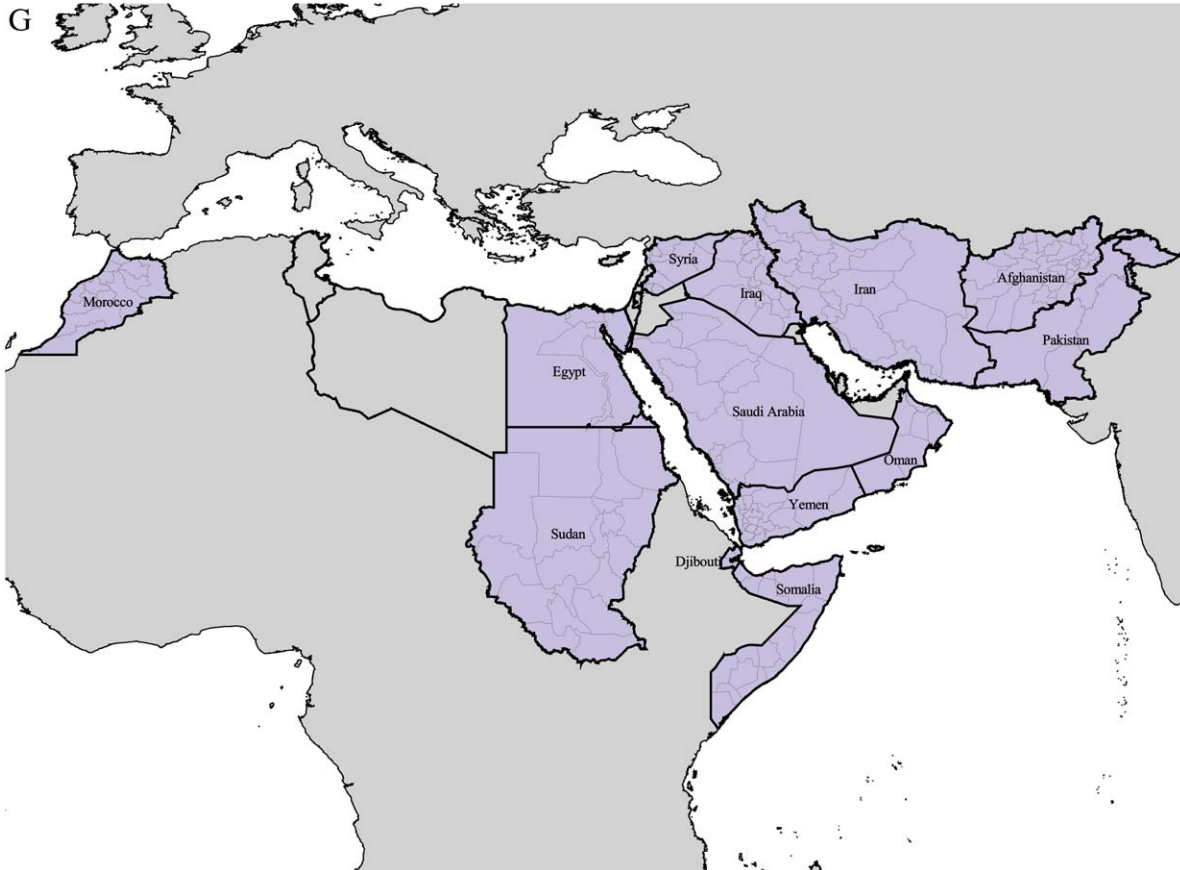 G
Syria
Afghanistan
Morocco
Iraq
Iran
Pakistan
Egypt
Saudi Arabia
Oman
Yemen
Sudan
Djibouti
Somalia